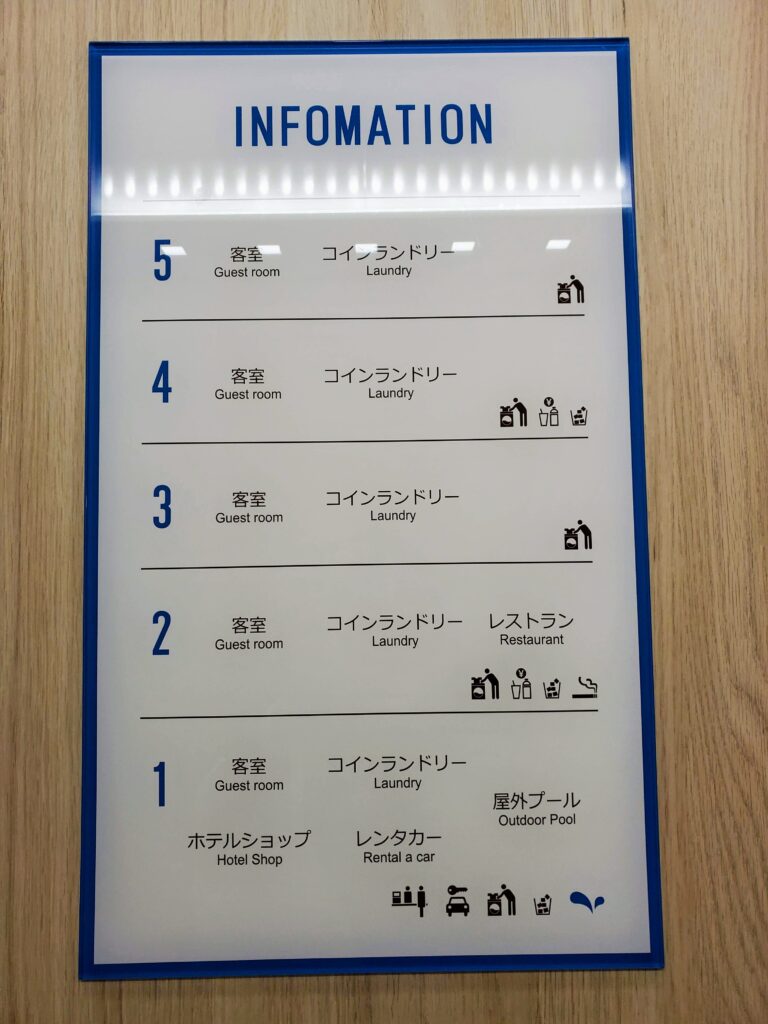 INFOMATION
5 客室 コインランドリー
Guest room Laundry
4 客室 コインランドリー
Guest room Laundry
¥
3 客室 コインランドリー
Guest room Laundry
2 客室 コインランドリー レストラン
Guest room Laundry Restaurant
¥
1 客室 コインランドリー
Guest room Laundry
屋外プール
Outdoor Pool
ホテルショップ レンタカー
Hotel Shop Rental a car